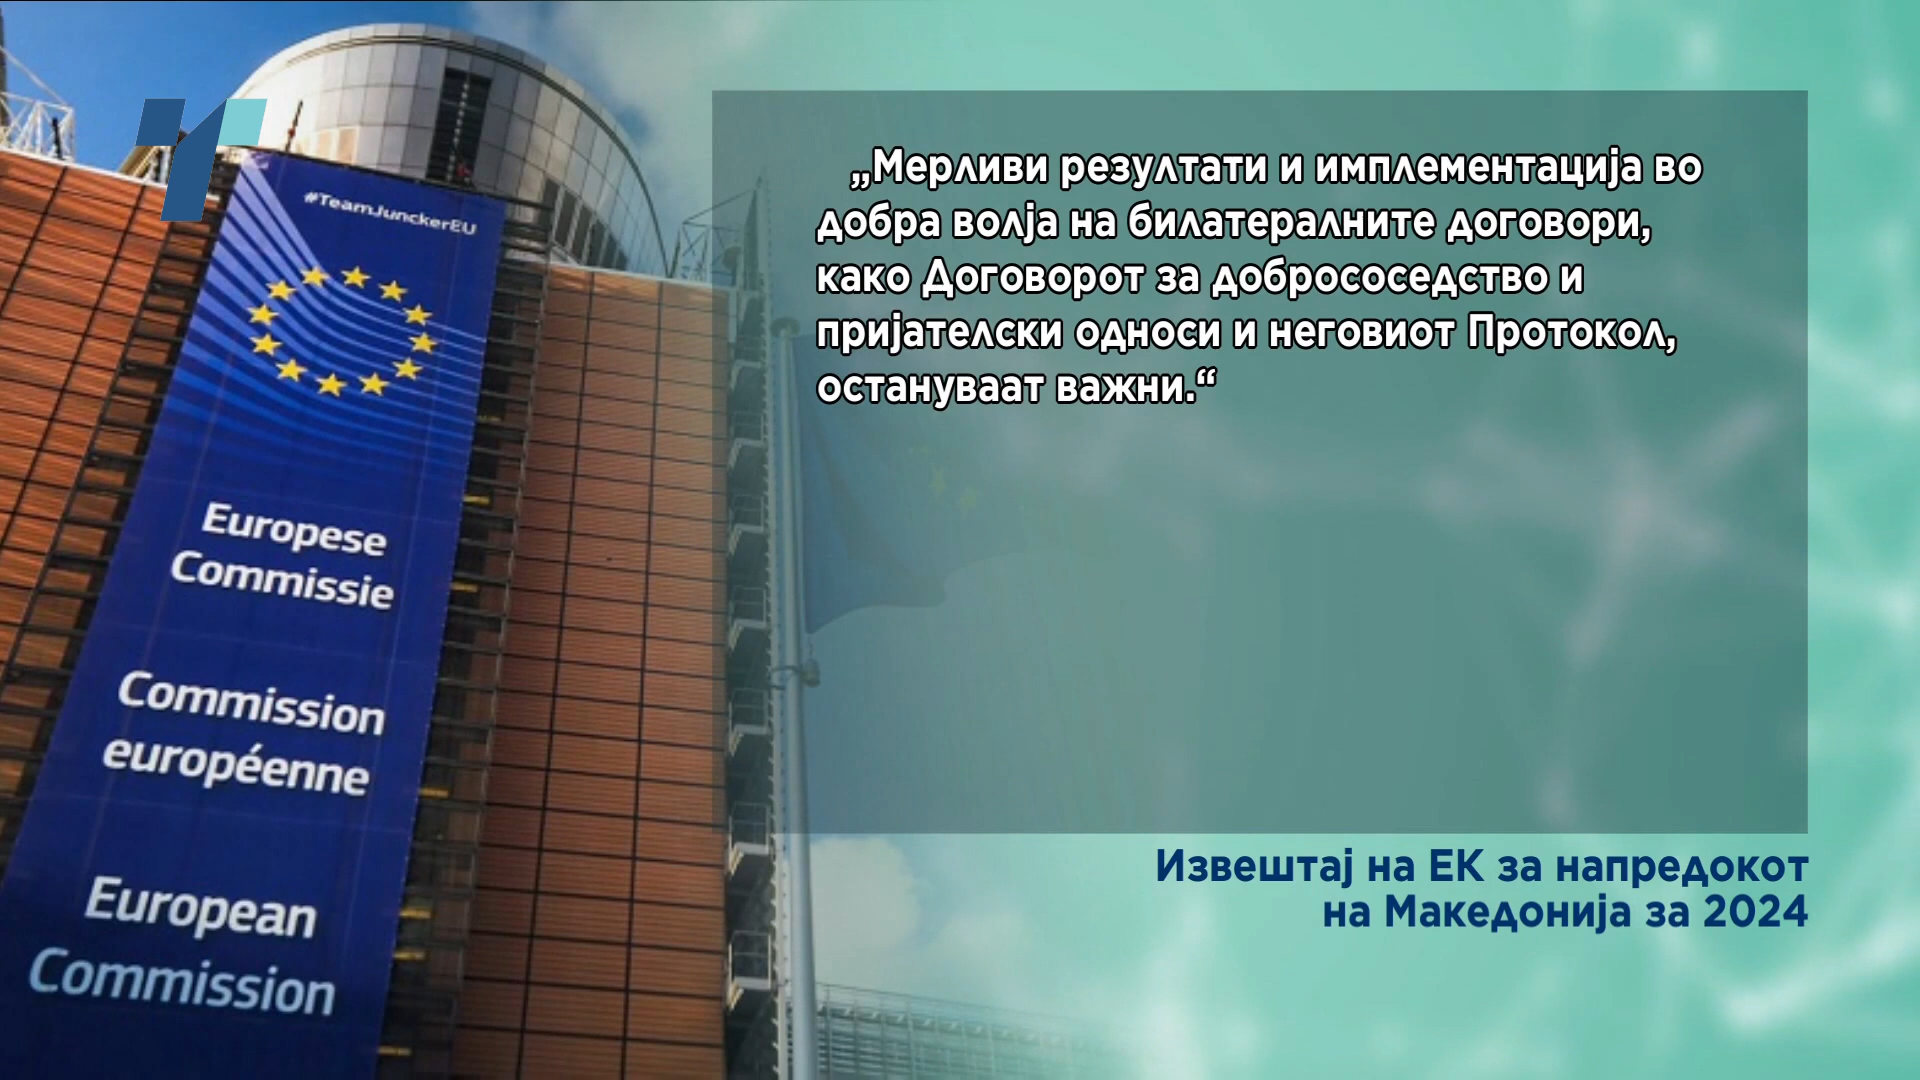 #TeamJunckerEU
Europese
Commissie
Commission
européenne
European
Commission
„Мерливи резултати и имплементација во
добра волја на билатералните договори,
како Договорот за добрососедство и
пријателски односи и неговиот Протокол,
остануваат важни.“
Извештај на ЕК за напредокот
на Македонија за 2024